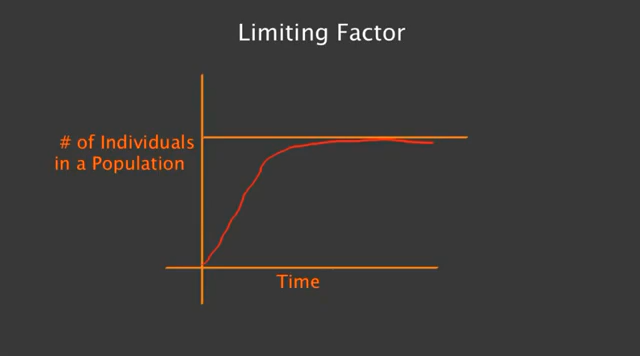 Limiting Factor
# of Individuals
in a Population
Time